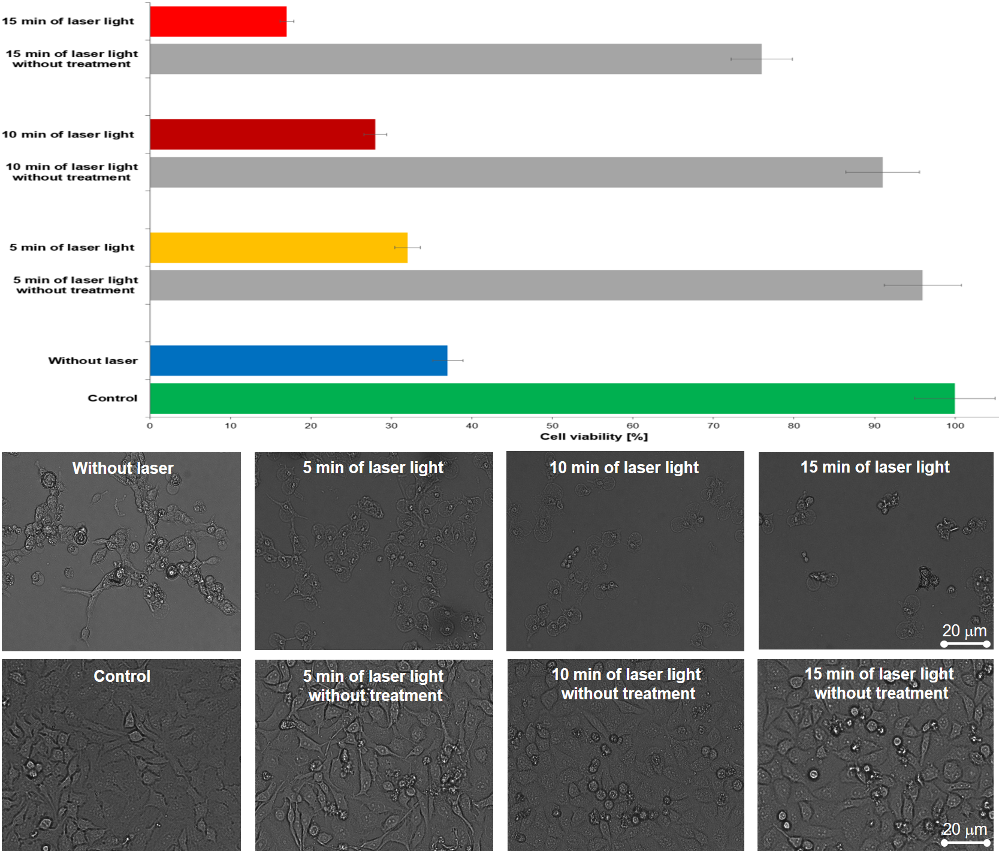 15 min of laser light
15 min of laser light
without treatment
10 min of laser light
10 min of laser light
without treatment
5 min of laser light
5 min of laser light
without treatment
Without laser
Control
0 10 20 30 40 50 60 70 80 90 100
Cell viability [%]
Without laser
5 min of laser light
10 min of laser light
15 min of laser light
20 μm
Control
5 min of laser light
without treatment
10 min of laser light
without treatment
15 min of laser light
without treatment
20 μm